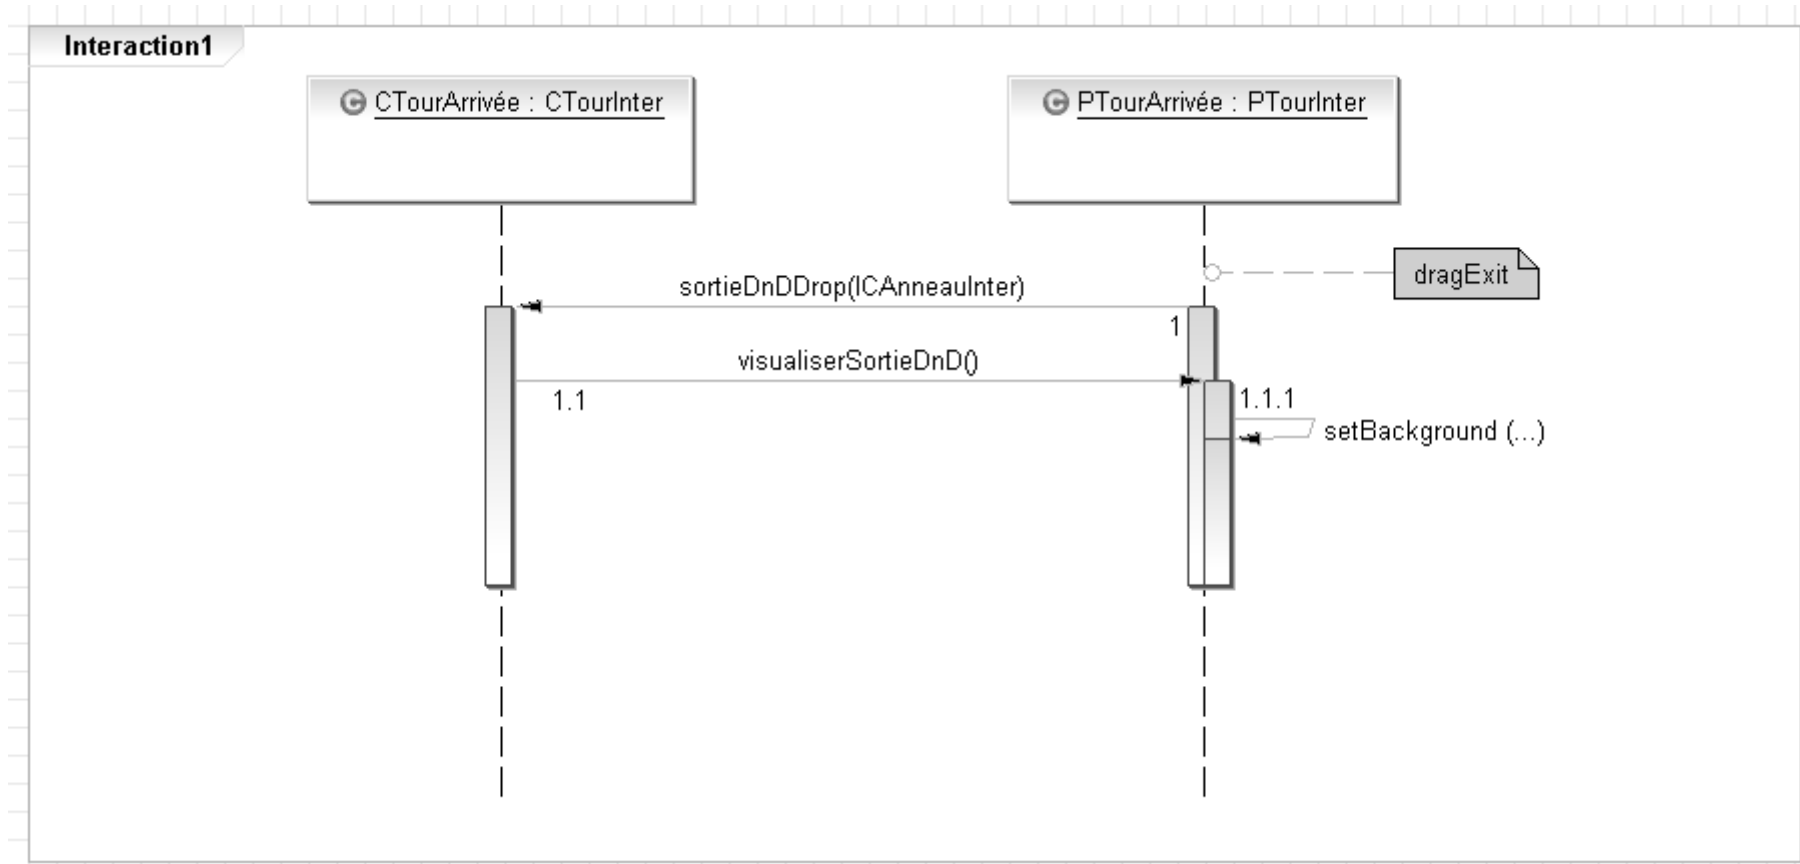 Interaction1
CTourArrivée : CTourInter
PTourArrivée : PTourInter
dragExit
sortieDnDDrop(ICAnneauInter)
1
visualiserSortieDnD()
1.1
1.1.1
setBackground (...)